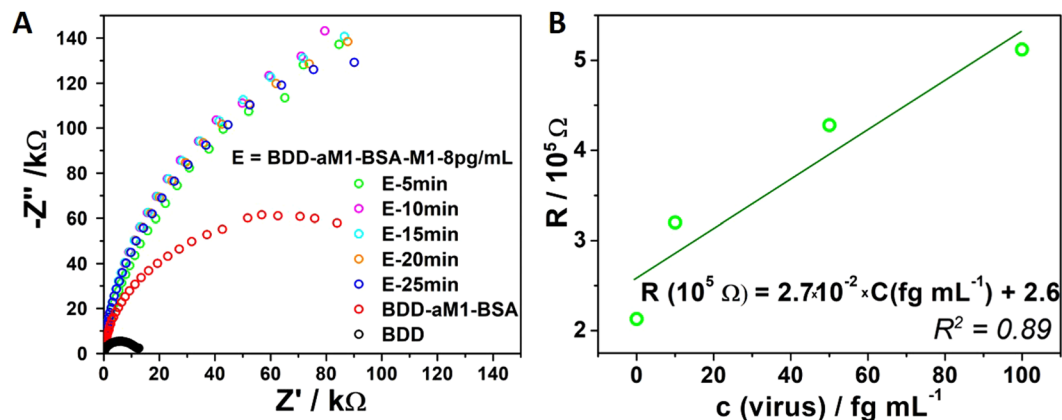 A
-Z'' /kΩ
140
120
100
80
60
40
20
0
E = BDD-aM1-BSA-M1-8pg/mL
E-5min
E-10min
E-15min
E-20min
E-25min
BDD-aM1-BSA
BDD
0 20 40 60 80 100 120 140
Z' / kΩ
B
R / 10⁵ Ω
5
4
3
2
R (10⁵ Ω) = 2.7×10⁻² ×C(fg mL⁻¹) + 2.6
R² = 0.89
0 20 40 60 80 100
c (virus) / fg mL⁻¹